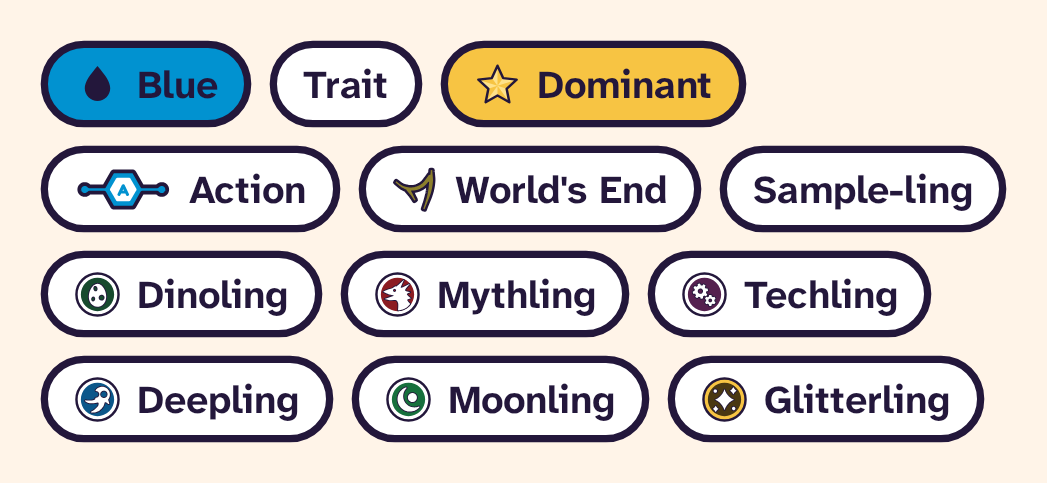 Blue Trait Dominant
A Action World's End Sample-ling
Dinoling Mythling Techling
Deepling Moonling Glitterling